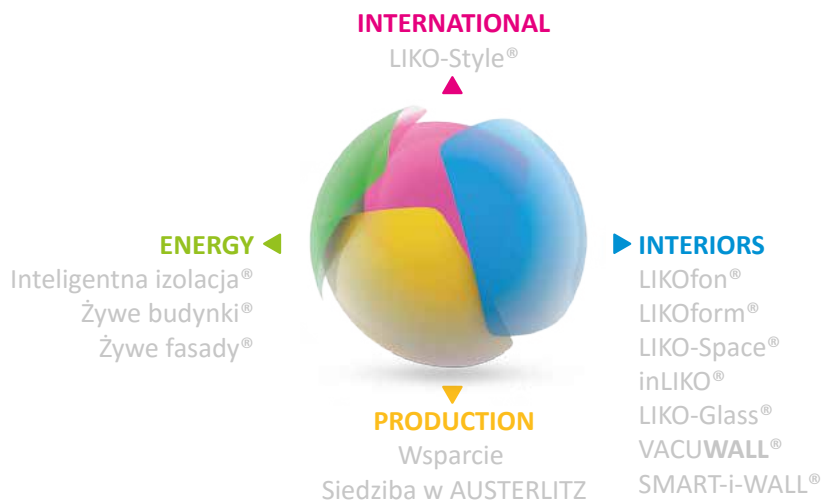 INTERNATIONAL
LIKO-Style®
ENERGY
Inteligentna izolacja®
Żywe budynki®
Żywe fasady®
INTERIORS
LIKOfon®
LIKOform®
LIKO-Space®
inLIKO®
LIKO-Glass®
VACUWALL®
SMART-i-WALL®
PRODUCTION
Wsparcie
Siedziba w AUSTERLITZ